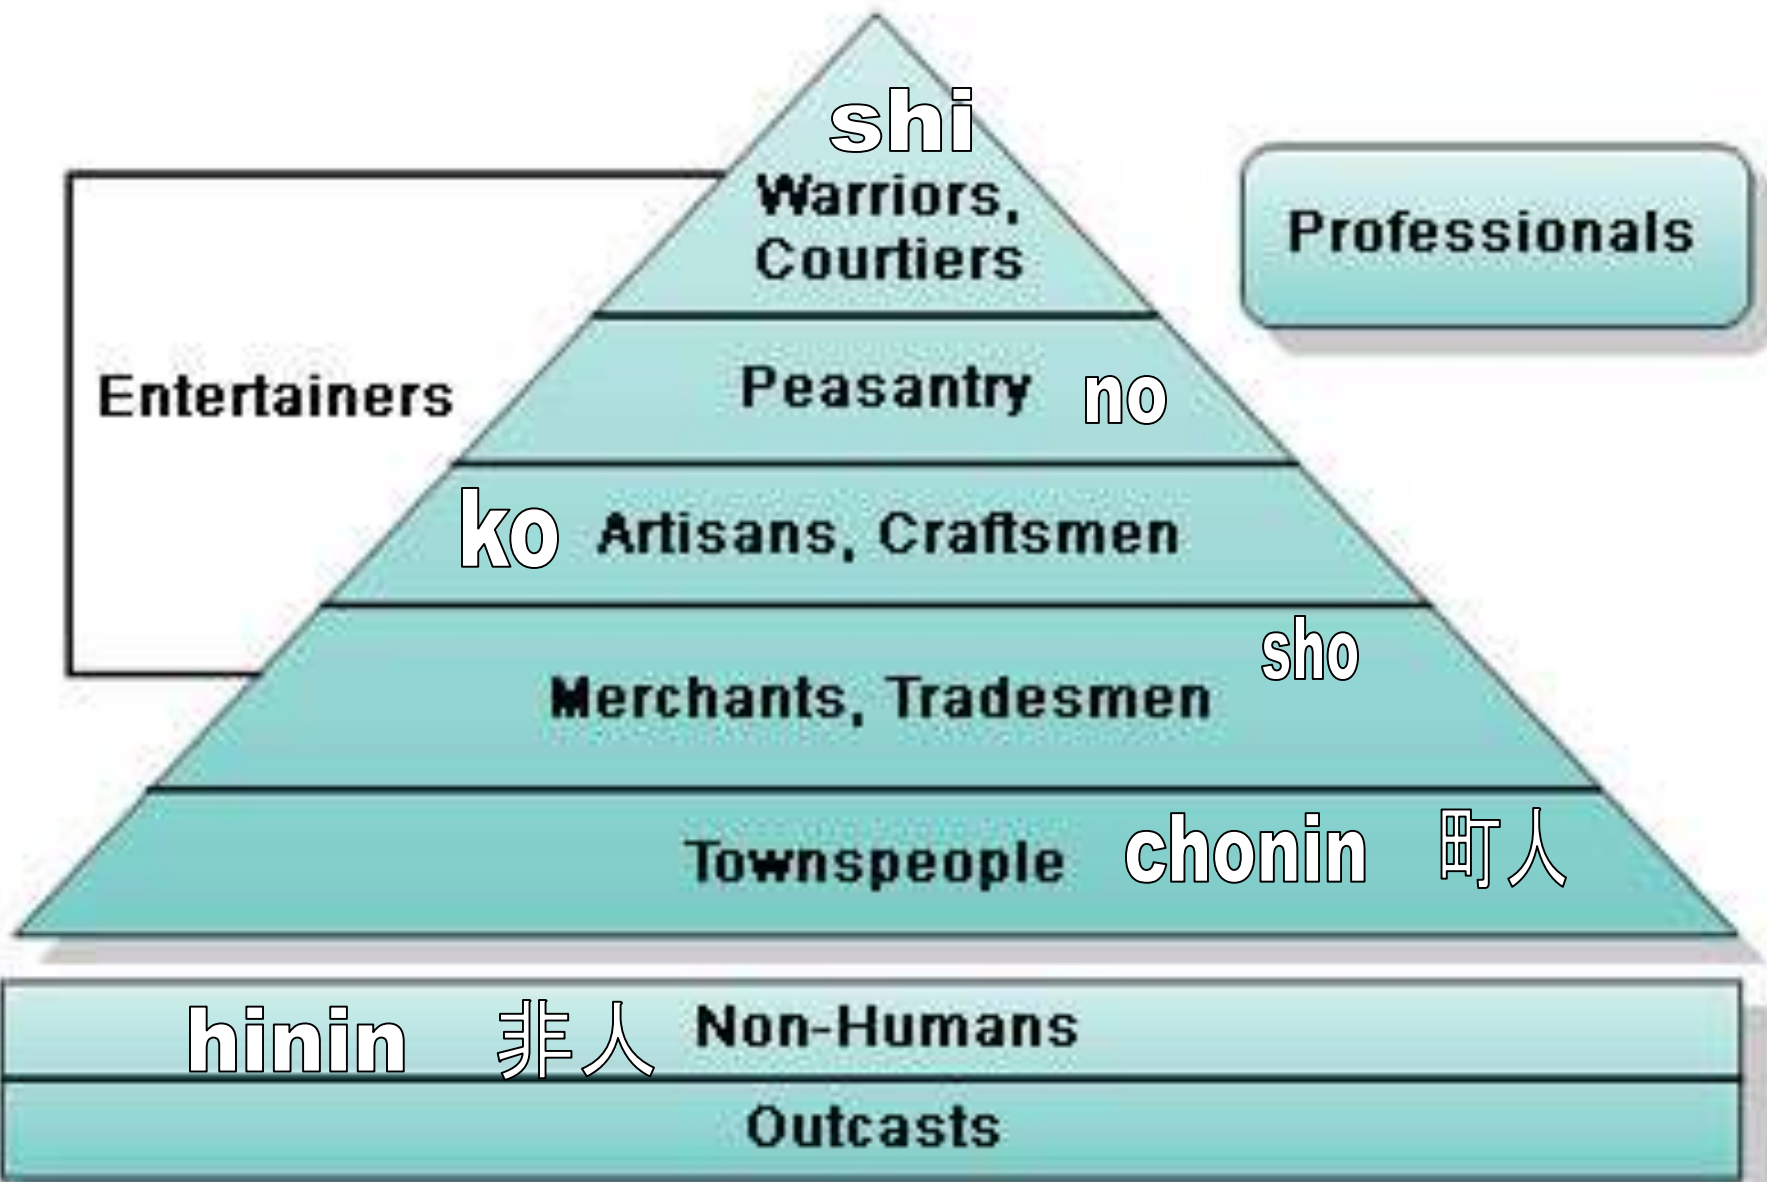 shi
Warriors,
Courtiers
Professionals
Entertainers
Peasantry no
ko Artisans, Craftsmen
sho
Merchants, Tradesmen
Townspeople chonin 町人
hinin 非人 Non-Humans
Outcasts